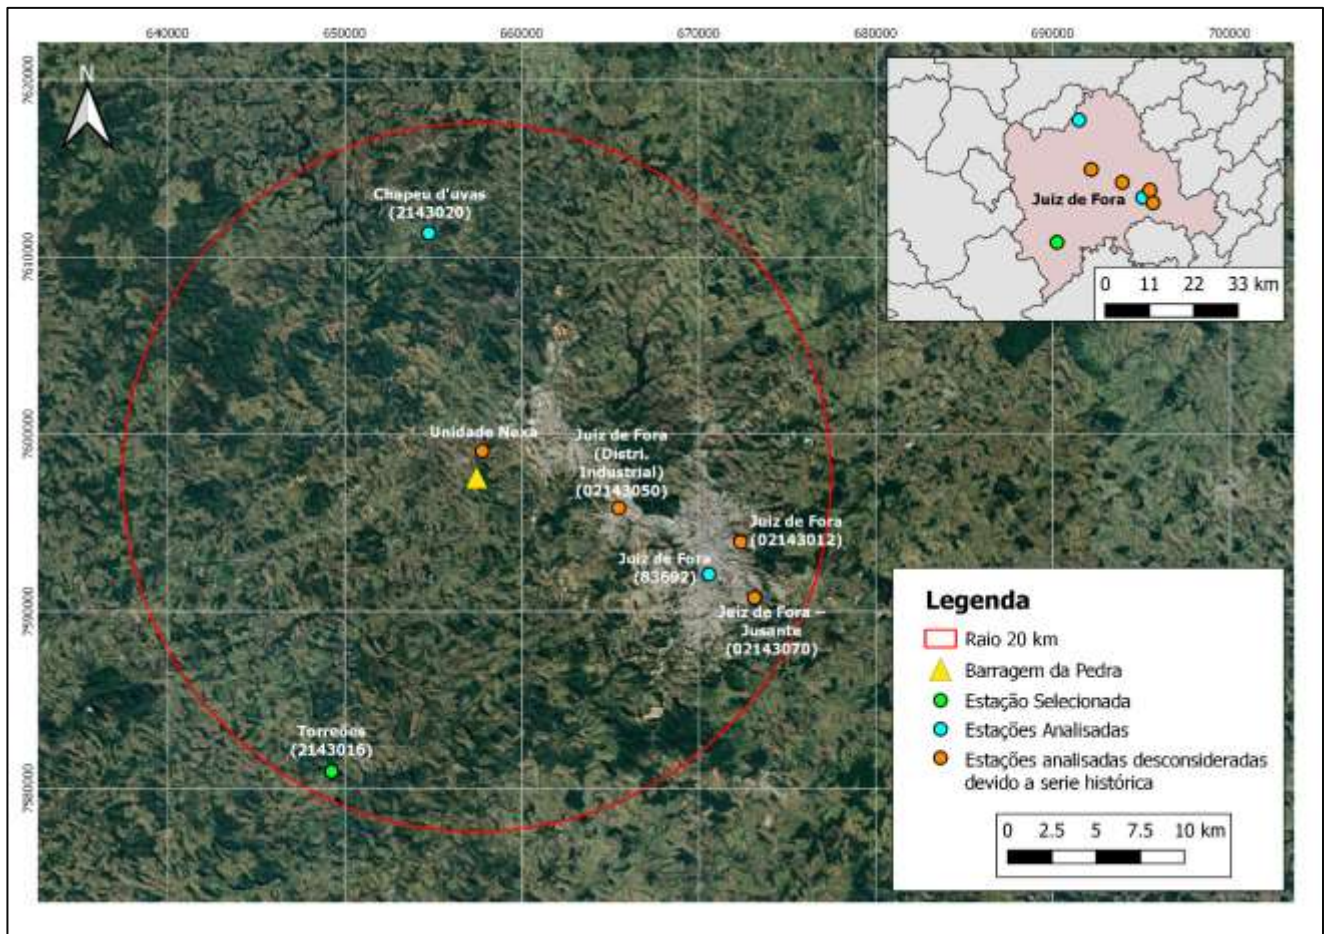 640000 650000 660000 670000 680000 690000 700000
7620000
7610000
7600000
7590000
7580000
N
Chapeu d'uvas
(2143020)
Unidade Nexa
Juiz de Fora
(Distri.
Industrial)
(02143050)
Juiz de Fora
(02143012)
Juiz de Fora
(83692)
Juiz de Fora –
Jusante
(02143070)
Torreões
(2143016)
Juiz de Fora
0 11 22 33 km
Legenda
Raio 20 km
Barragem da Pedra
Estação Selecionada
Estações Analisadas
Estações analisadas desconsideradas
devido a serie histórica
0 2.5 5 7.5 10 km